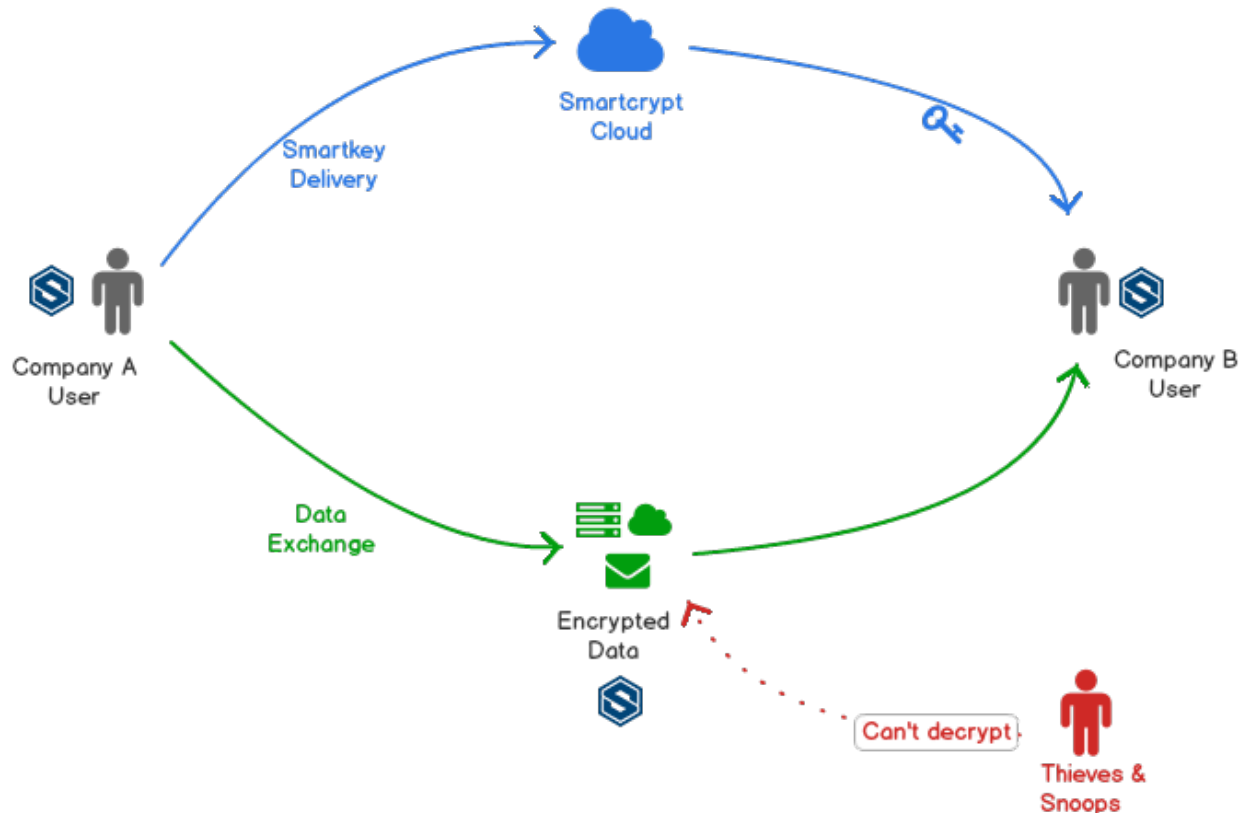 Smartcrypt
Cloud
Smartkey
Delivery
Company A
User
Company B
User
Data
Exchange
Encrypted
Data
Can't decrypt
Thieves &
Snoops